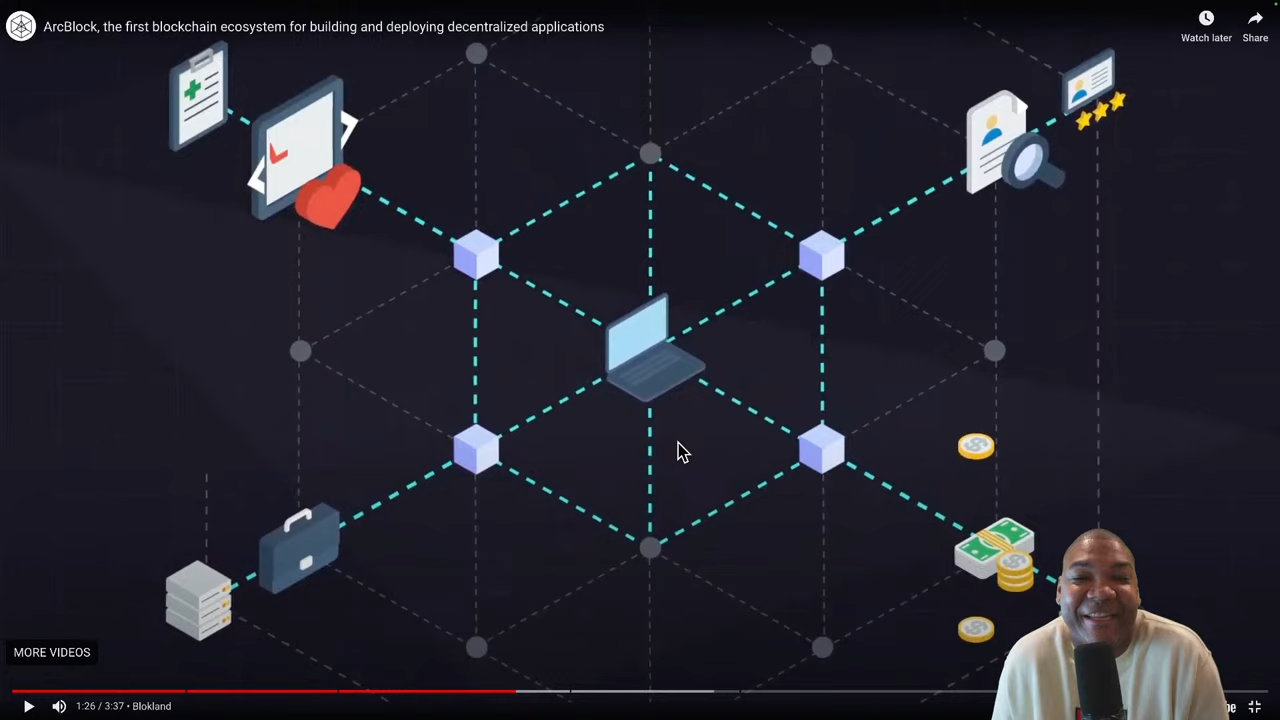 ArcBlock, the first blockchain ecosystem for building and deploying decentralized applications
Watch later
Share
MORE VIDEOS
1:26 / 3:37 • Blokland